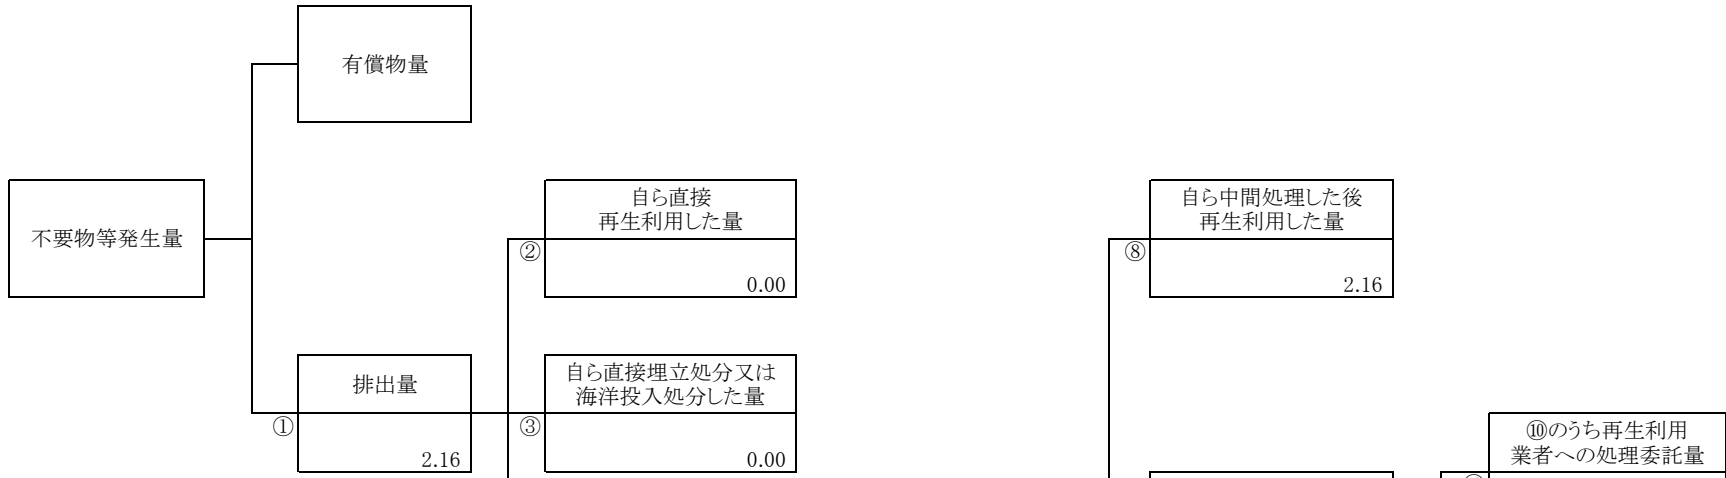 有償物量
不要物等発生量
自ら直接
再生利用した量
②
0.00
自ら中間処理した後
再生利用した量
⑧
2.16
排出量
①
2.16
自ら直接埋立処分又は
海洋投入処分した量
③
0.00
⑩のうち再生利用
業者への処理委託量